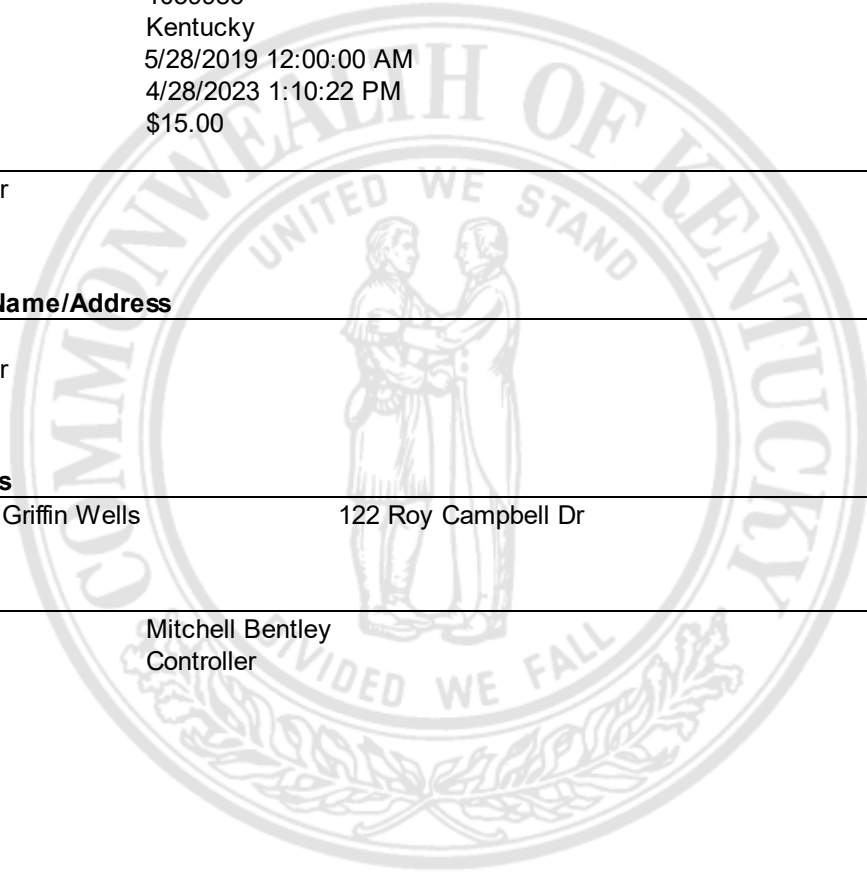 Kentucky
5/28/2019 12:00:00 AM
4/28/2023 1:10:22 PM
$15.00
Name/Address
Griffin Wells 122 Roy Campbell Dr
Mitchell Bentley
Controller
COMMONWEALTH OF KENTUCKY
UNITED WE STAND
DIVIDED WE FALL